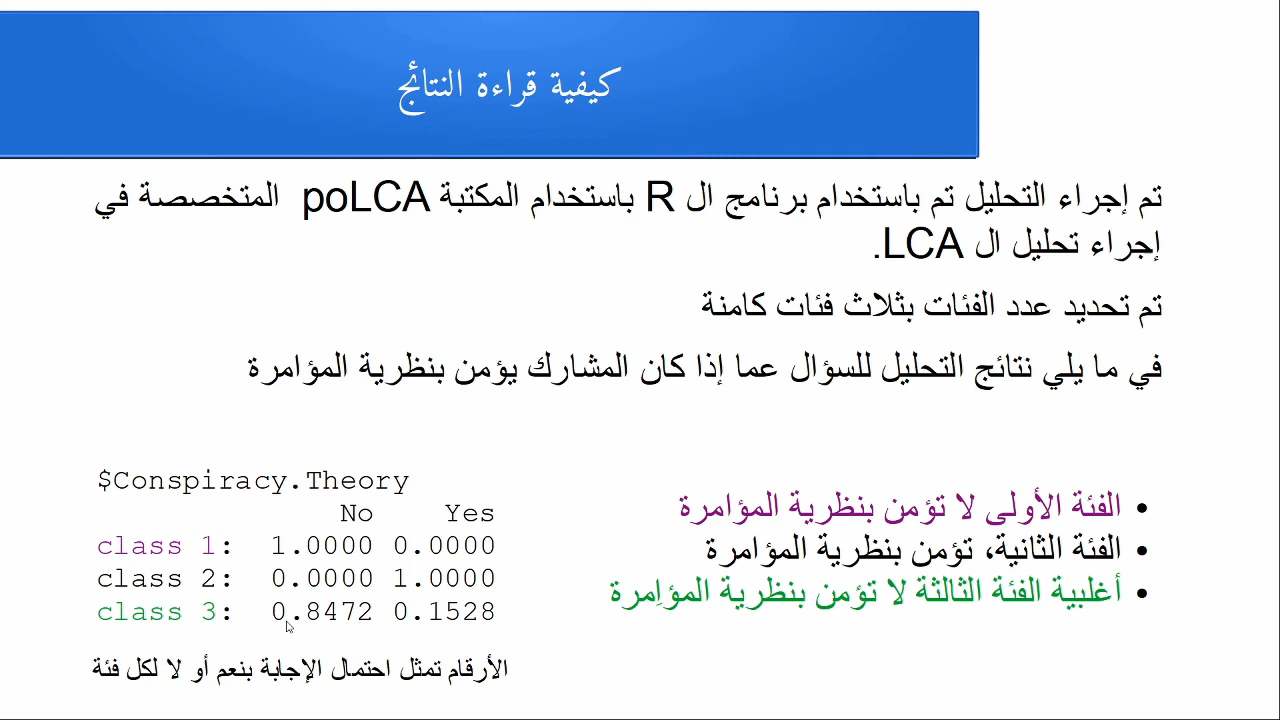 كيفية قراءة النتائج
تم إجراء التحليل تم باستخدام برنامج ال R باستخدام المكتبة poLCA المتخصصة في
إجراء تحليل ال LCA.
تم تحديد عدد الفئات بثلاث فئات كامنة
في ما يلي نتائج التحليل للسؤال عما إذا كان المشارك يؤمن بنظرية المؤامرة
• الفئة الأولى لا تؤمن بنظرية المؤامرة
• الفئة الثانية، تؤمن بنظرية المؤامرة
• أغلبية الفئة الثالثة لا تؤمن بنظرية المؤامرة
$Conspiracy.Theory
No Yes
class 1: 1.0000 0.0000
class 2: 0.0000 1.0000
class 3: 0.8472 0.1528
الأرقام تمثل احتمال الإجابة بنعم أو لا لكل فئة